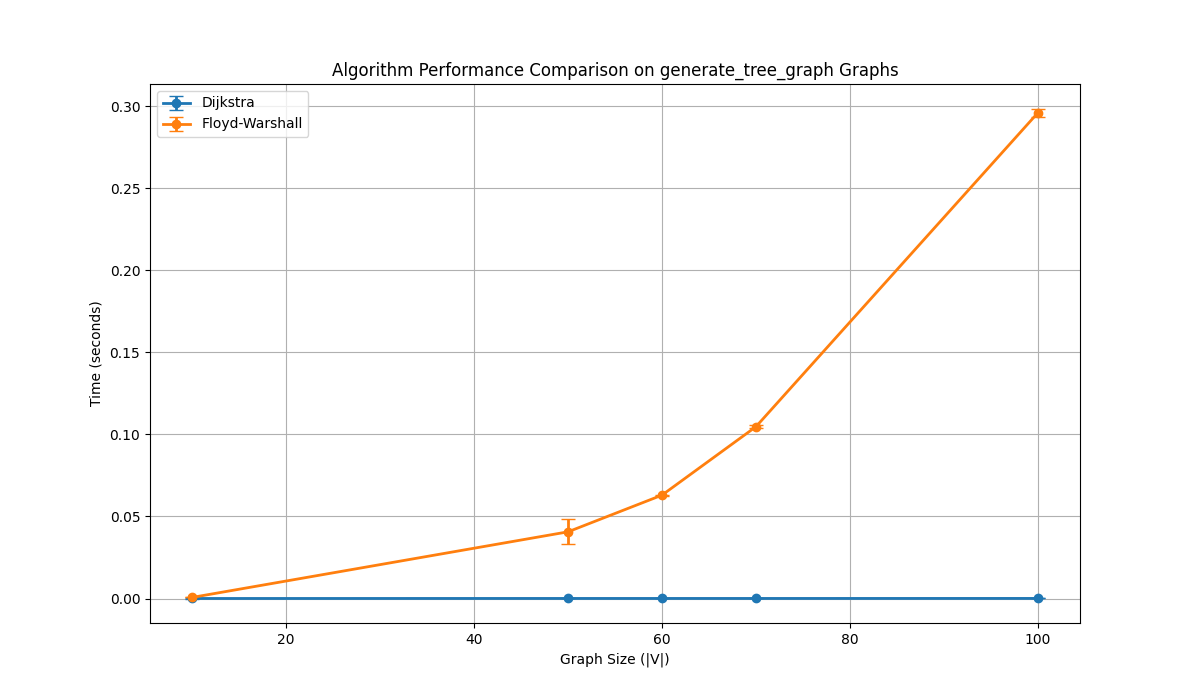 Algorithm Performance Comparison on generate_tree_graph Graphs
Dijkstra
Floyd-Warshall
0.30
0.25
0.20
0.15
0.10
0.05
0.00
Time (seconds)
20 40 60 80 100
Graph Size (|V|)